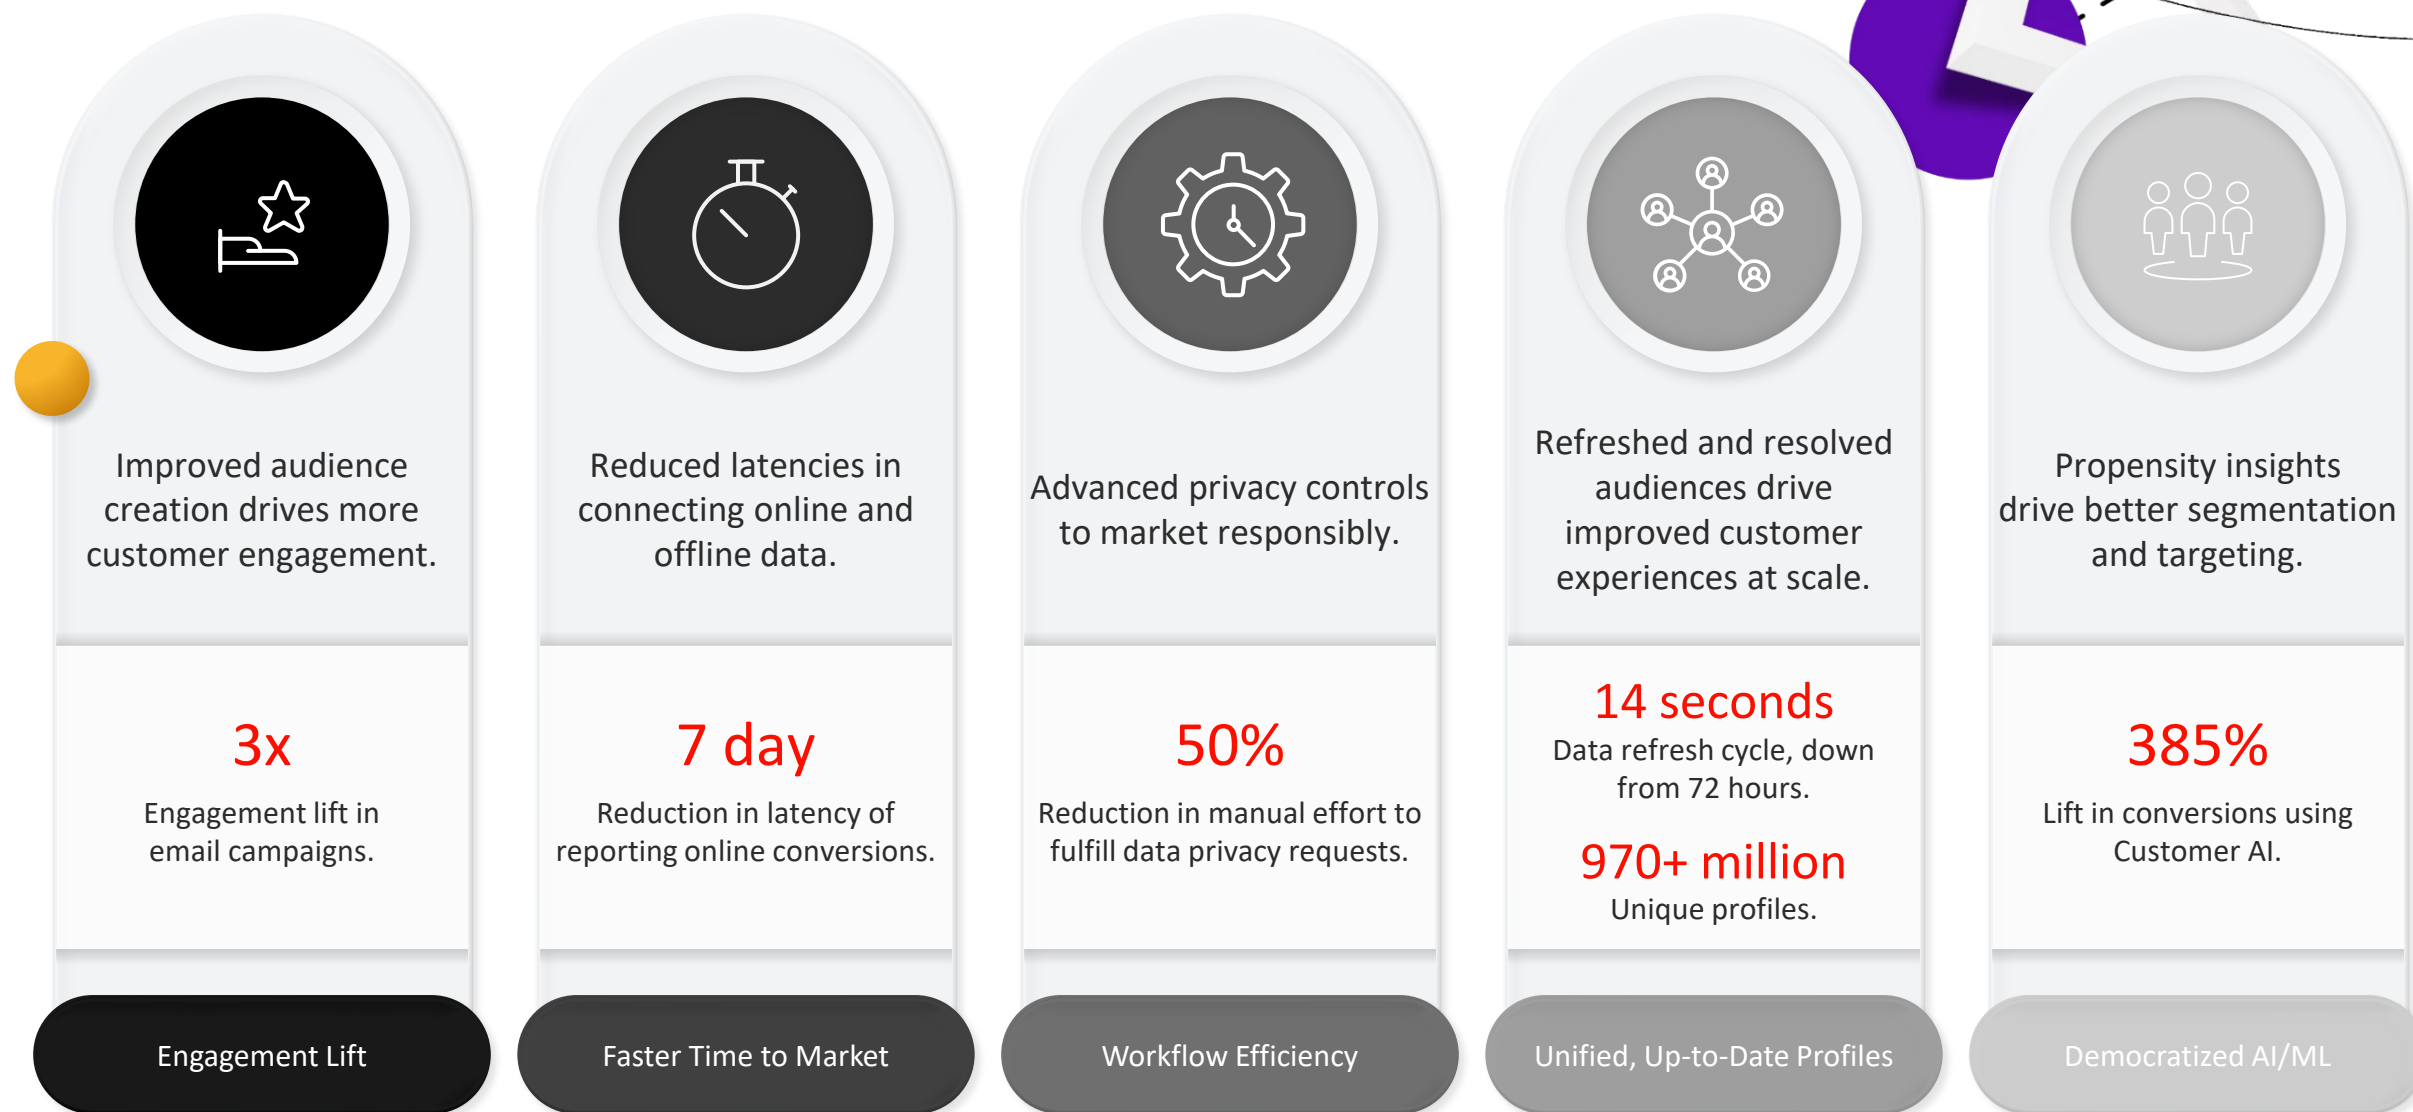 Improved audience
creation drives more
customer engagement.
3x
Engagement lift in
email campaigns.
Engagement Lift
Reduced latencies in
connecting online and
offline data.
7 day
Reduction in latency of
reporting online conversions.
Faster Time to Market
Advanced privacy controls
to market responsibly.
50%
Reduction in manual effort to
fulfill data privacy requests.
Workflow Efficiency
Refreshed and resolved
audiences drive
improved customer
experiences at scale.
14 seconds
Data refresh cycle, down
from 72 hours.
970+ million
Unique profiles.
Unified, Up-to-Date Profiles
Propensity insights
drive better segmentation
and targeting.
385%
Lift in conversions using
Customer AI.
Democratized AI/ML